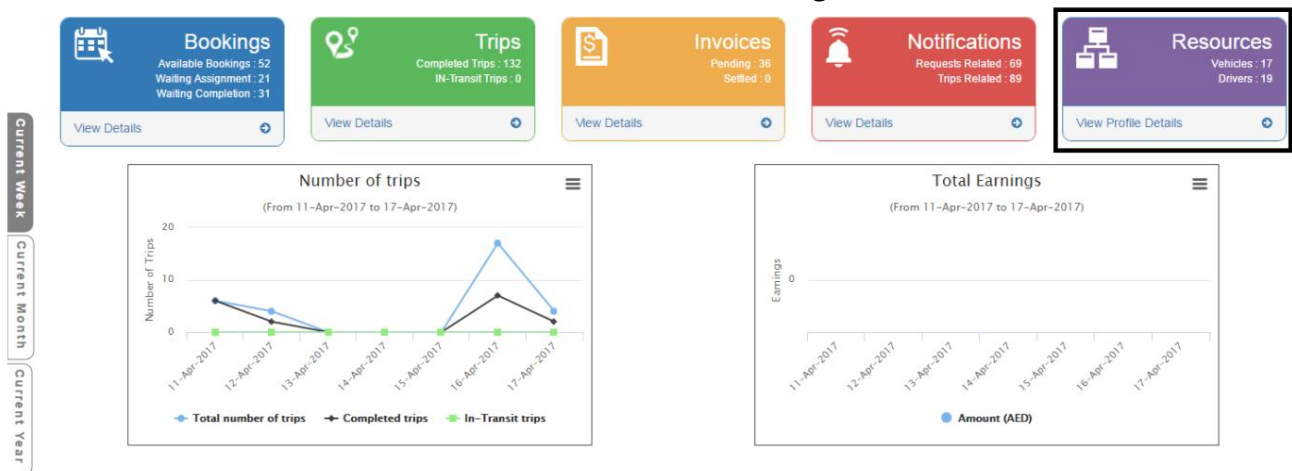 Bookings
Available Bookings : 52
Waiting Assignment : 21
Waiting Completion : 31
View Details
Trips
Completed Trips : 132
IN-Transit Trips : 0
View Details
Invoices
Pending : 36
Settled : 0
View Details
Notifications
Requests Related : 69
Trips Related : 89
View Details
Resources
Vehicles : 17
Drivers : 19
View Profile Details
Current Week
Current Month
Current Year
Number of trips
(From 11-Apr-2017 to 17-Apr-2017)
Number of Trips
20
10
0
11-Apr-2017
12-Apr-2017
13-Apr-2017
14-Apr-2017
15-Apr-2017
16-Apr-2017
17-Apr-2017
Total number of trips
Completed trips
In-Transit trips
Total Earnings
(From 11-Apr-2017 to 17-Apr-2017)
Earnings
0
11-Apr-2017
12-Apr-2017
13-Apr-2017
14-Apr-2017
15-Apr-2017
16-Apr-2017
17-Apr-2017
Amount (AED)